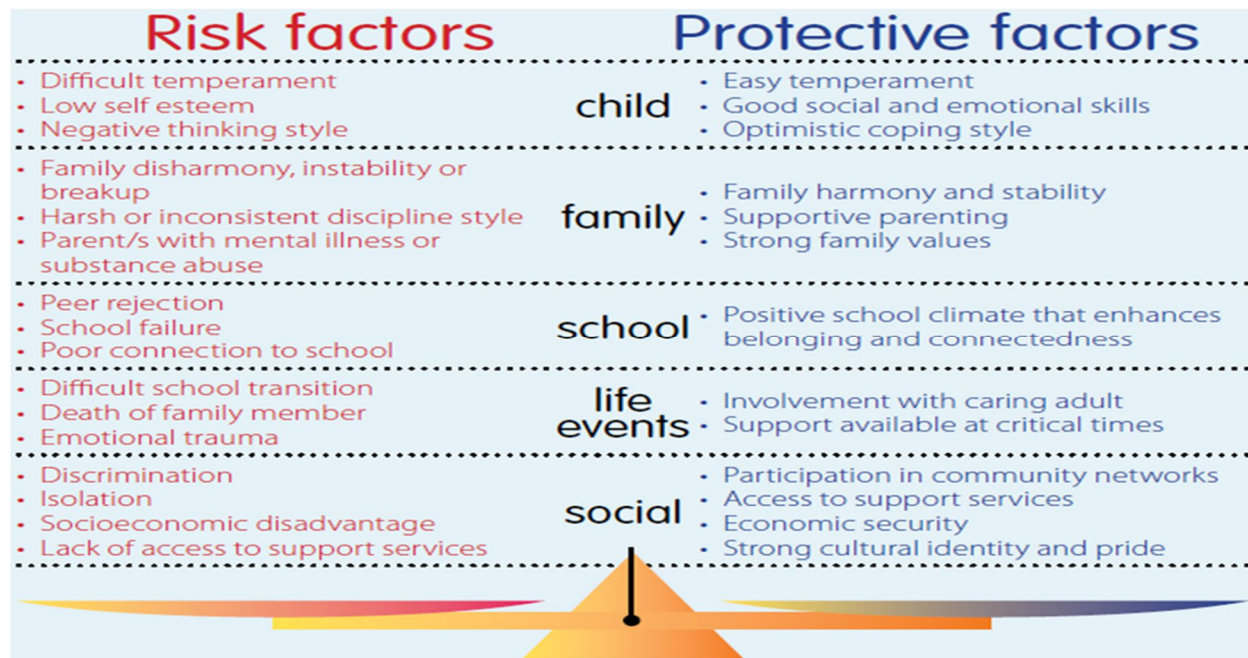 Risk factors
Protective factors
• Difficult temperament
• Low self esteem
• Negative thinking style
child
• Easy temperament
• Good social and emotional skills
• Optimistic coping style
• Family disharmony, instability or
breakup
• Harsh or inconsistent discipline style
• Parent/s with mental illness or
substance abuse
family
• Family harmony and stability
• Supportive parenting
• Strong family values
• Peer rejection
• School failure
• Poor connection to school
school
• Positive school climate that enhances
belonging and connectedness
• Difficult school transition
• Death of family member
• Emotional trauma
life
events
• Involvement with caring adult
• Support available at critical times
• Discrimination
• Isolation
• Socioeconomic disadvantage
• Lack of access to support services
social
• Participation in community networks
• Access to support services
• Economic security
• Strong cultural identity and pride